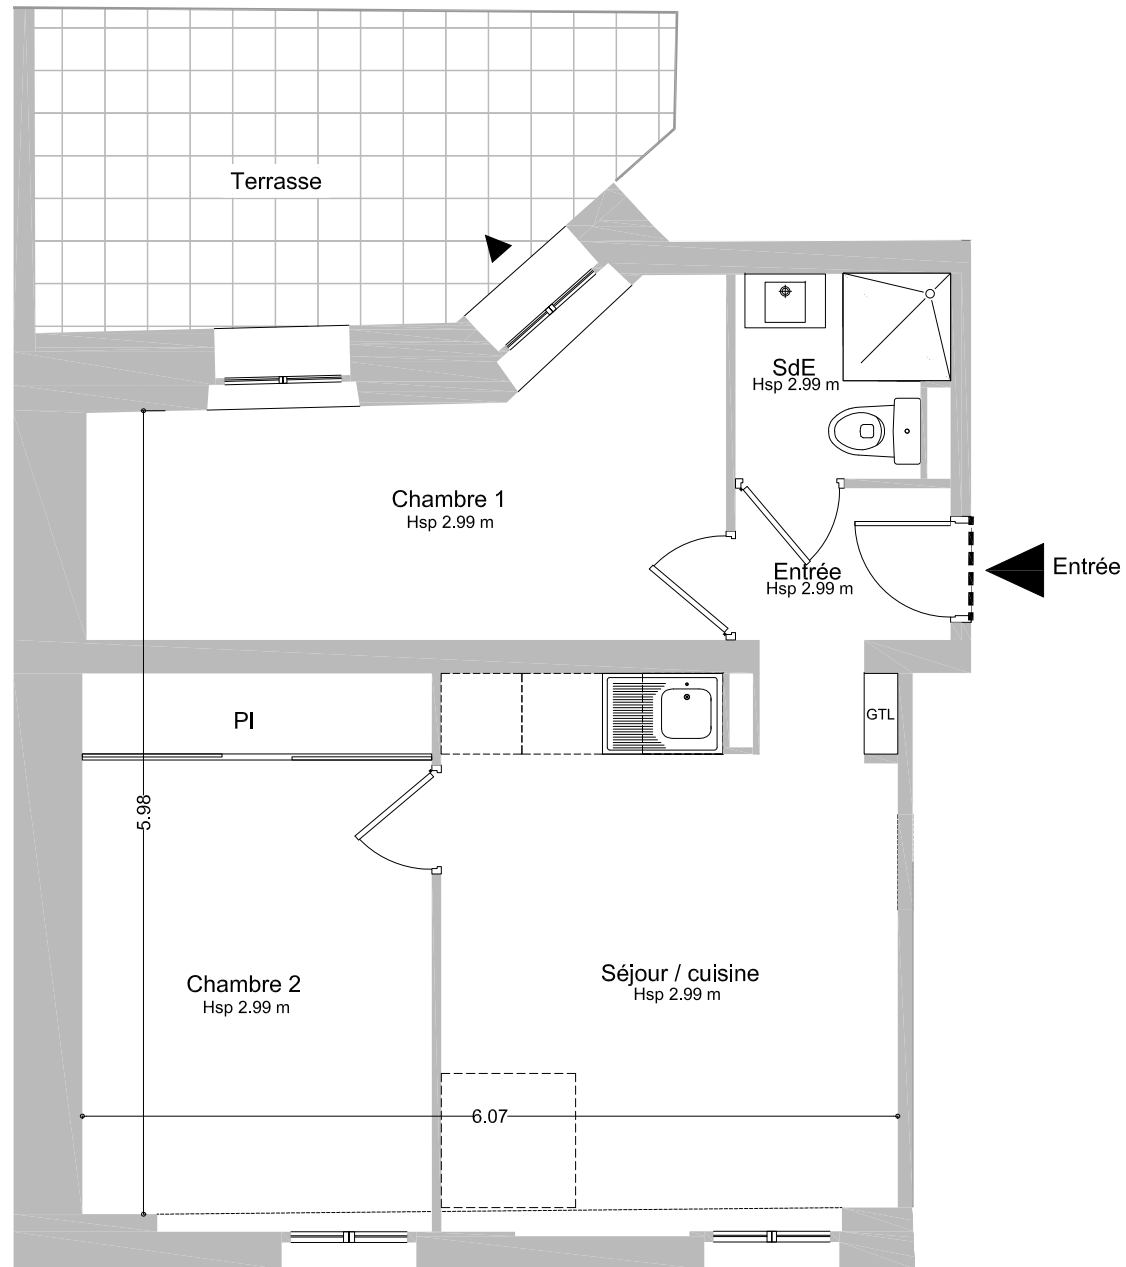 Terrasse
SdE
Hsp 2.99 m
Chambre 1
Hsp 2.99 m
Entrée
Hsp 2.99 m
Entrée
PI
GTL
5.98
Chambre 2
Hsp 2.99 m
Séjour / cuisine
Hsp 2.99 m
6.07